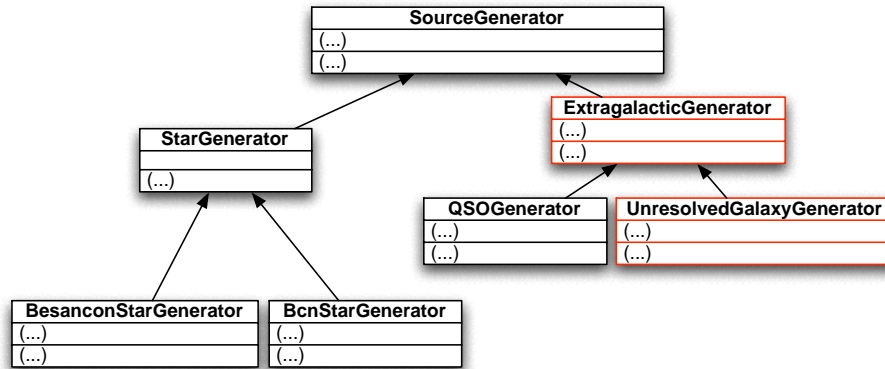 SourceGenerator
(...)
(...)
ExtragalacticGenerator
(...)
(...)
StarGenerator
(...)
QSOGenerator
(...)
(...)
UnresolvedGalaxyGenerator
(...)
(...)
BesanconStarGenerator
(...)
(...)
BcnStarGenerator
(...)
(...)